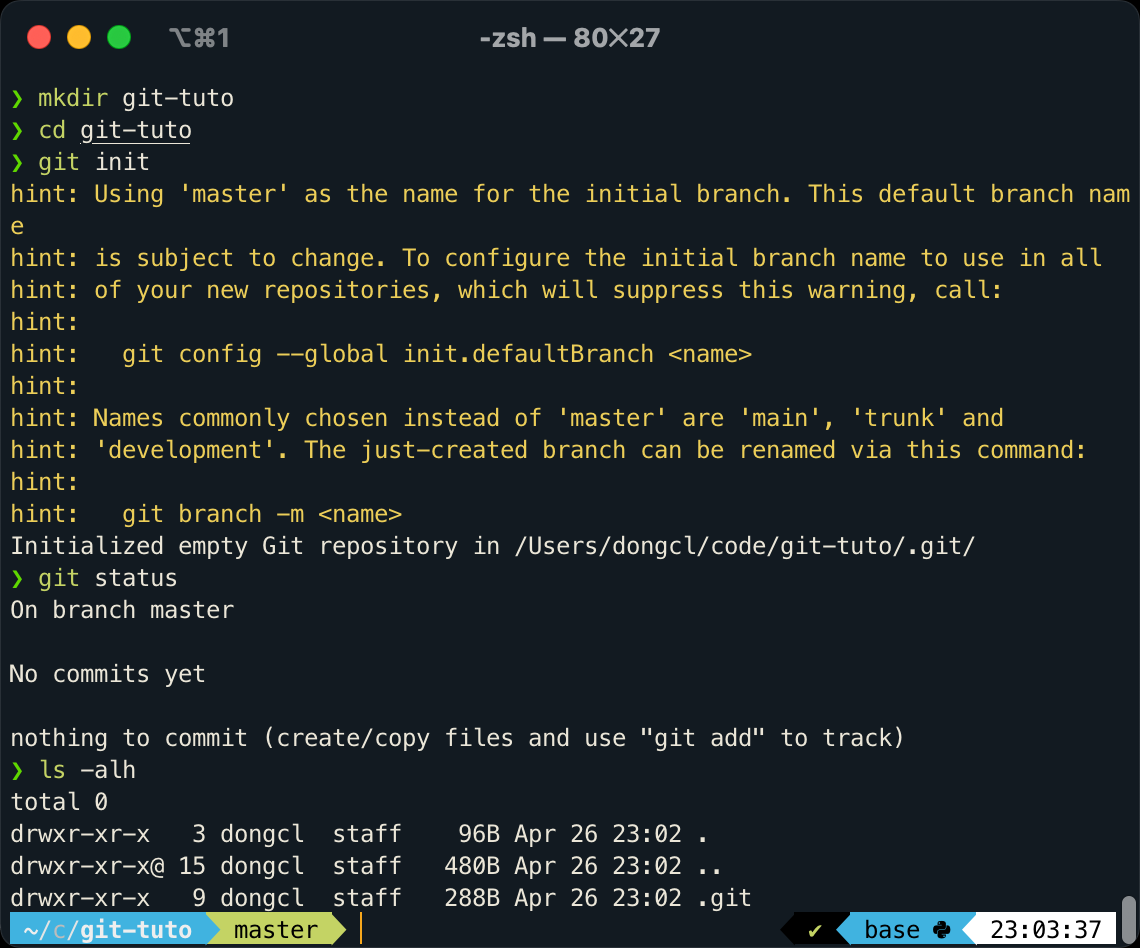 ⌥⌘1 -zsh — 80×27
❯ mkdir git-tuto
❯ cd git-tuto
❯ git init
hint: Using 'master' as the name for the initial branch. This default branch nam
e
hint: is subject to change. To configure the initial branch name to use in all
hint: of your new repositories, which will suppress this warning, call:
hint:
hint:   git config --global init.defaultBranch <name>
hint:
hint: Names commonly chosen instead of 'master' are 'main', 'trunk' and
hint: 'development'. The just-created branch can be renamed via this command:
hint:
hint:   git branch -m <name>
Initialized empty Git repository in /Users/dongcl/code/git-tuto/.git/
❯ git status
On branch master
No commits yet
nothing to commit (create/copy files and use "git add" to track)
❯ ls -alh
total 0
drwxr-xr-x   3 dongcl  staff    96B Apr 26 23:02 .
drwxr-xr-x@ 15 dongcl  staff   480B Apr 26 23:02 ..
drwxr-xr-x   9 dongcl  staff   288B Apr 26 23:02 .git
~/c/git-tuto master ✔ base 23:03:37